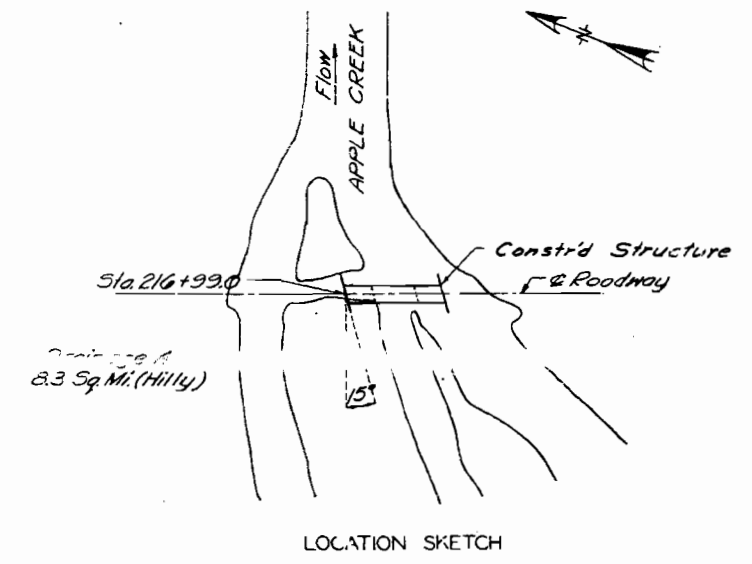 N
Flow
APPLE CREEK
Constr'd Structure
Sta. 216+99.0
℄ Roadway
8.3 Sq. Mi. (Hilly)
15°
LOCATION SKETCH